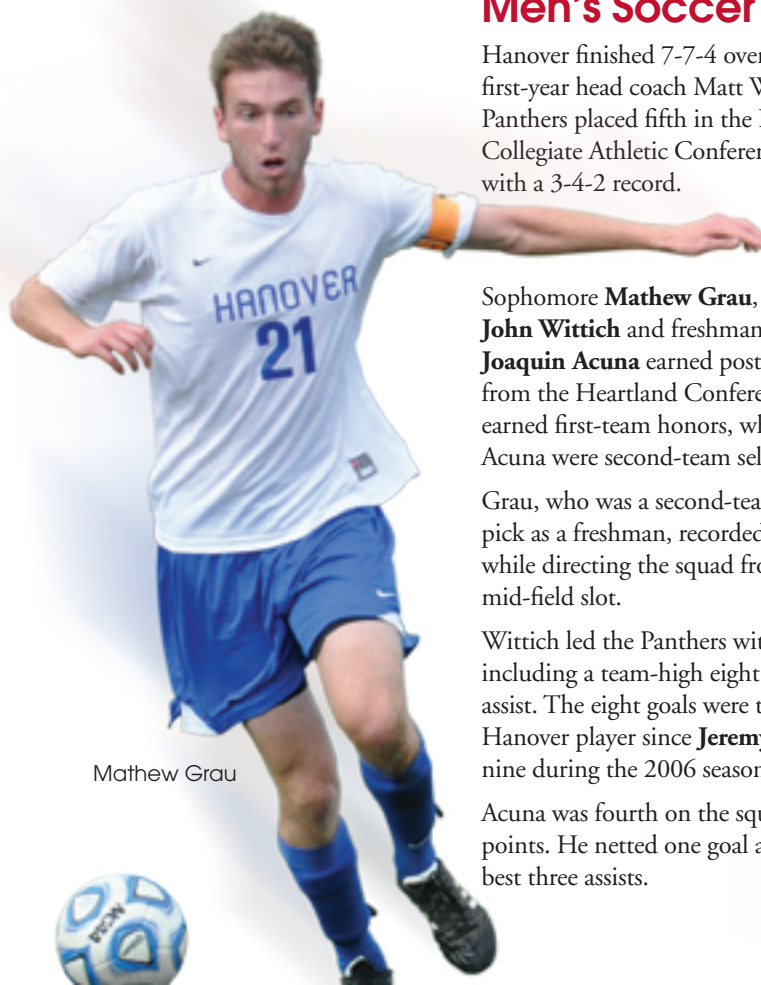 Men's Soccer
Hanover finished 7-7-4 over
first-year head coach Matt W
Panthers placed fifth in the
Collegiate Athletic Conferen
with a 3-4-2 record.
HANOVER
21
Sophomore Mathew Grau,
John Wittich and freshman
Joaquin Acuna earned post
from the Heartland Confere
earned first-team honors, wh
Acuna were second-team sel
Grau, who was a second-tea
pick as a freshman, recorded
while directing the squad fro
mid-field slot.
Wittich led the Panthers wit
including a team-high eight
assist. The eight goals were t
Hanover player since Jeremy
nine during the 2006 season
Mathew Grau
Acuna was fourth on the squ
points. He netted one goal a
best three assists.
NCAA